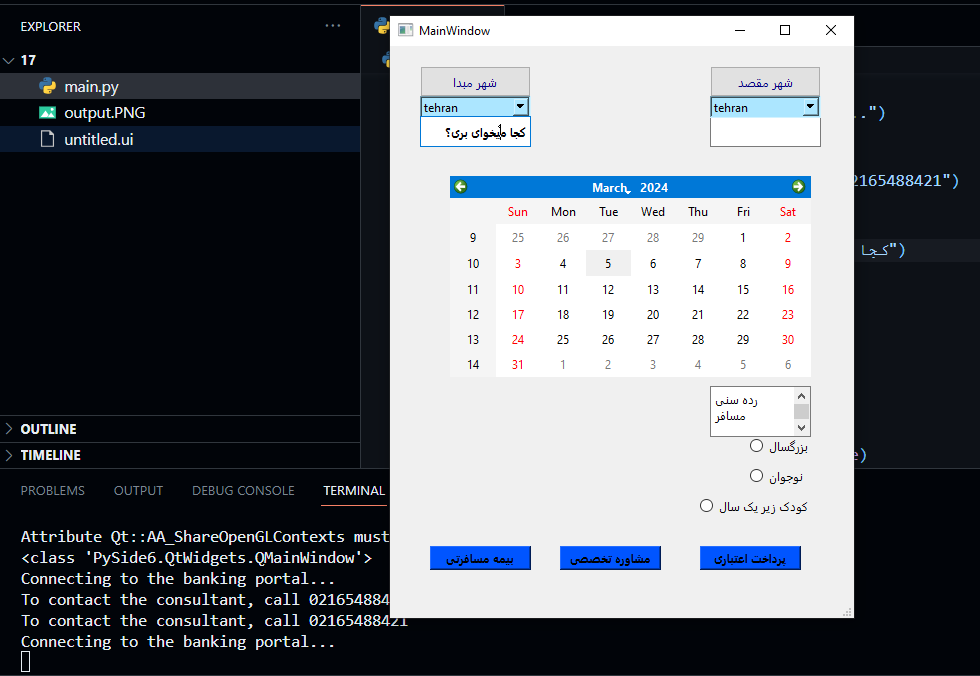 EXPLORER
17
main.py
output.PNG
untitled.ui
OUTLINE
TIMELINE
PROBLEMS OUTPUT DEBUG CONSOLE TERMINAL
Attribute Qt::AA_ShareOpenGLContexts must
<class 'PySide6.QtWidgets.QMainWindow'>
Connecting to the banking portal...
To contact the consultant, call 021654884
To contact the consultant, call 02165488421
Connecting to the banking portal...
MainWindow
شهر مبدا
شهر مقصد
tehran
tehran
کجا میخوای بری؟
March, 2024
Sun Mon Tue Wed Thu Fri Sat
9 25 26 27 28 29 1 2
10 3 4 5 6 7 8 9
11 10 11 12 13 14 15 16
12 17 18 19 20 21 22 23
13 24 25 26 27 28 29 30
14 31 1 2 3 4 5 6
رده سنی
مسافر
بزرگسال
نوجوان
کودک زیر یک سال
بیمه مسافرتی
مشاوره تخصصی
پرداخت اعتباری
..")
2165488421")
کجا")
e)